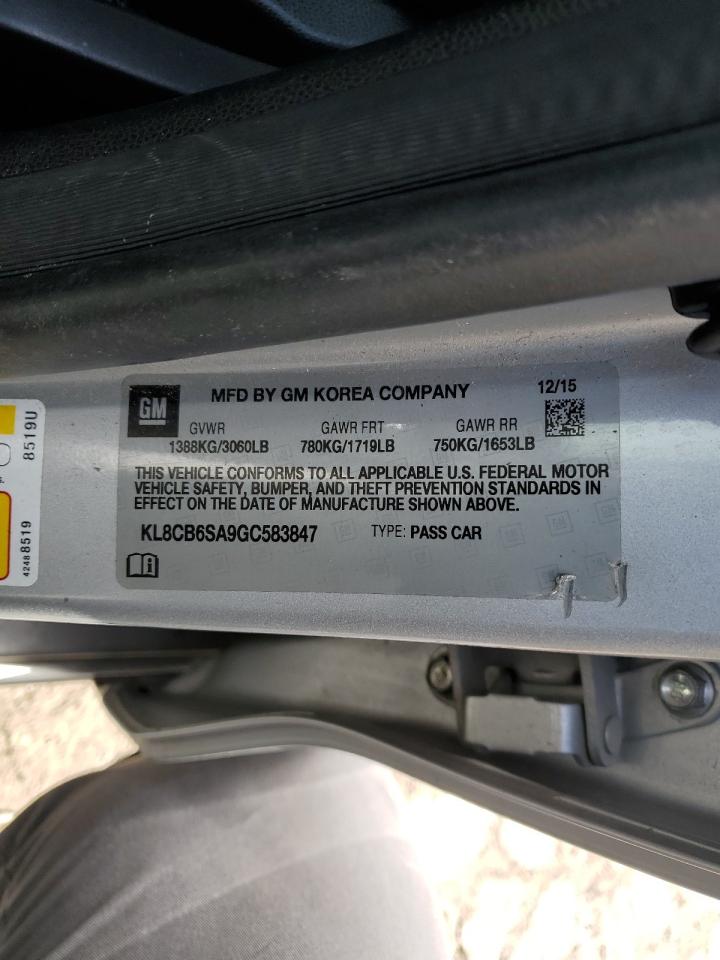 GM
MFD BY GM KOREA COMPANY
12/15
GVWR GAWR FRT GAWR RR
1388KG/3060LB 780KG/1719LB 750KG/1653LB
THIS VEHICLE CONFORMS TO ALL APPLICABLE U.S. FEDERAL MOTOR
VEHICLE SAFETY, BUMPER, AND THEFT PREVENTION STANDARDS IN
EFFECT ON THE DATE OF MANUFACTURE SHOWN ABOVE.
KL8CB6SA9GC583847 TYPE: PASS CAR
8519U
42488519